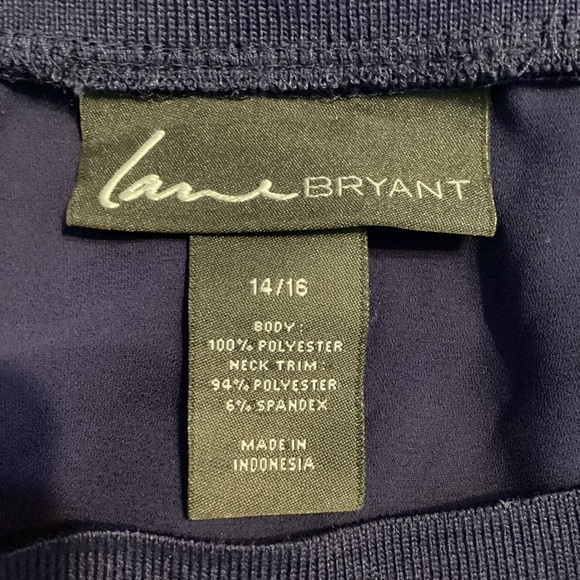 lane BRYANT
14/16
BODY:
100% POLYESTER
NECK TRIM:
94% POLYESTER
6% SPANDEX
MADE IN
INDONESIA